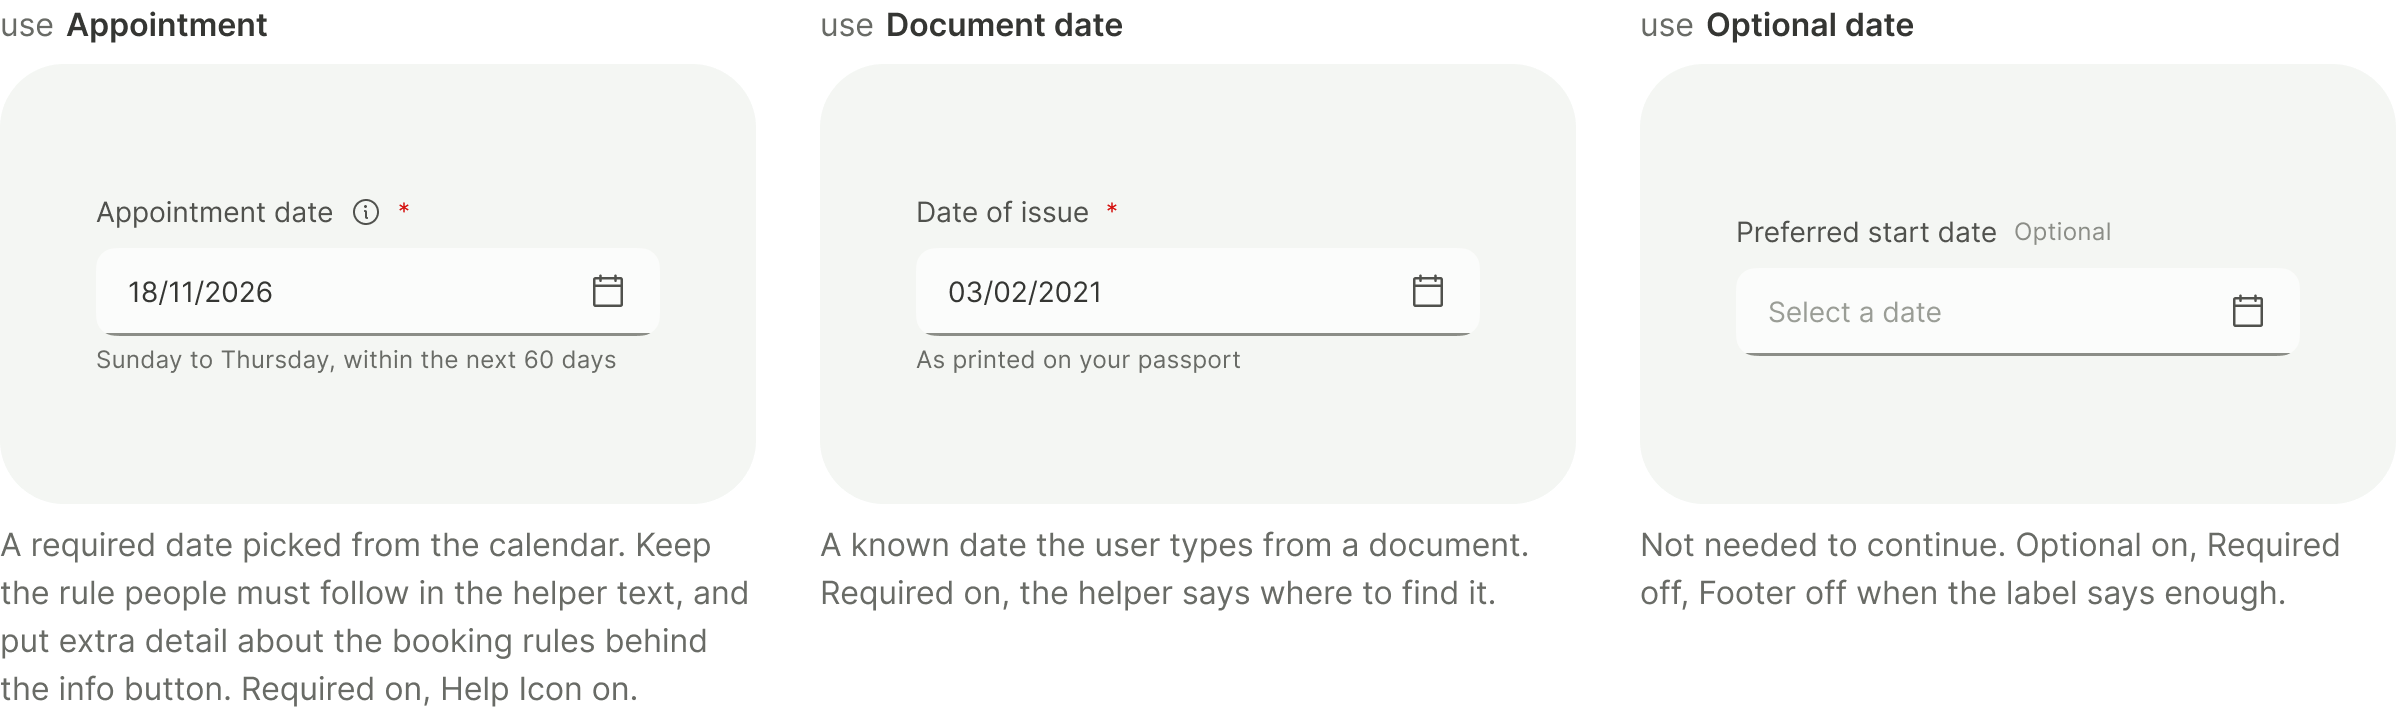 use Appointment
Appointment date *
18/11/2026
Sunday to Thursday, within the next 60 days
A required date picked from the calendar. Keep
the rule people must follow in the helper text, and
put extra detail about the booking rules behind
the info button. Required on, Help Icon on.
use Document date
Date of issue *
03/02/2021
As printed on your passport
A known date the user types from a document.
Required on, the helper says where to find it.
use Optional date
Preferred start date Optional
Select a date
Not needed to continue. Optional on, Required
off, Footer off when the label says enough.